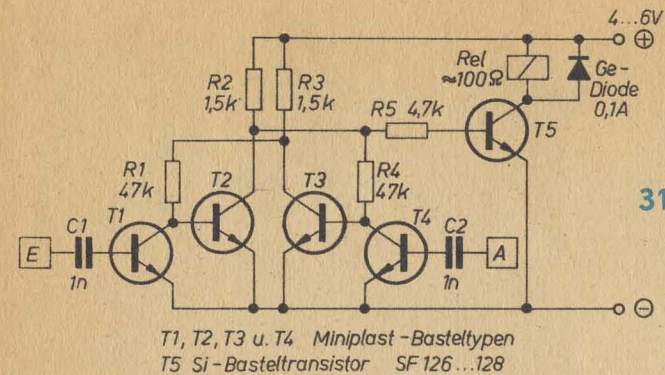 4...6V
⊕
R2
1,5k
R3
1,5k
Rel
≈100Ω
Ge-
Diode
0,1A
R5 4,7k
T5
R1
47k
T2
T3
R4
47k
31
C1
T1
T4
C2
E
1n
1n
A
⊖
T1, T2, T3 u. T4 Miniplast-Basteltypen
T5 Si-Basteltransistor SF 126...128